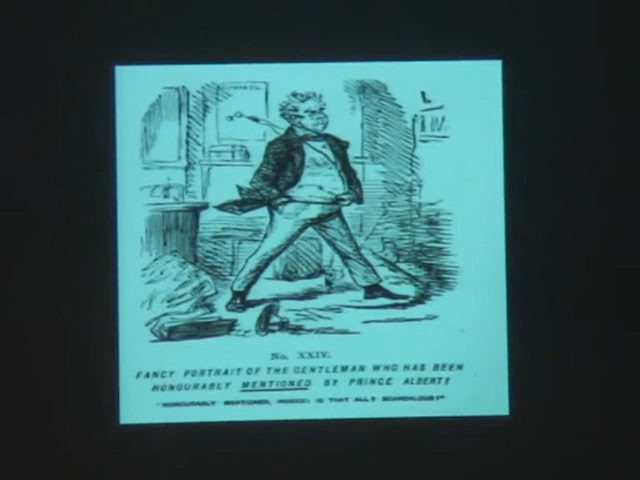 No. XXIV.
FANCY PORTRAIT OF THE GENTLEMAN WHO HAS BEEN
HONOURABLY MENTIONED BY PRINCE ALBERT!
"HONOURABLY MENTIONED, INDEED! IS THAT ALL? SCANDALOUS!"